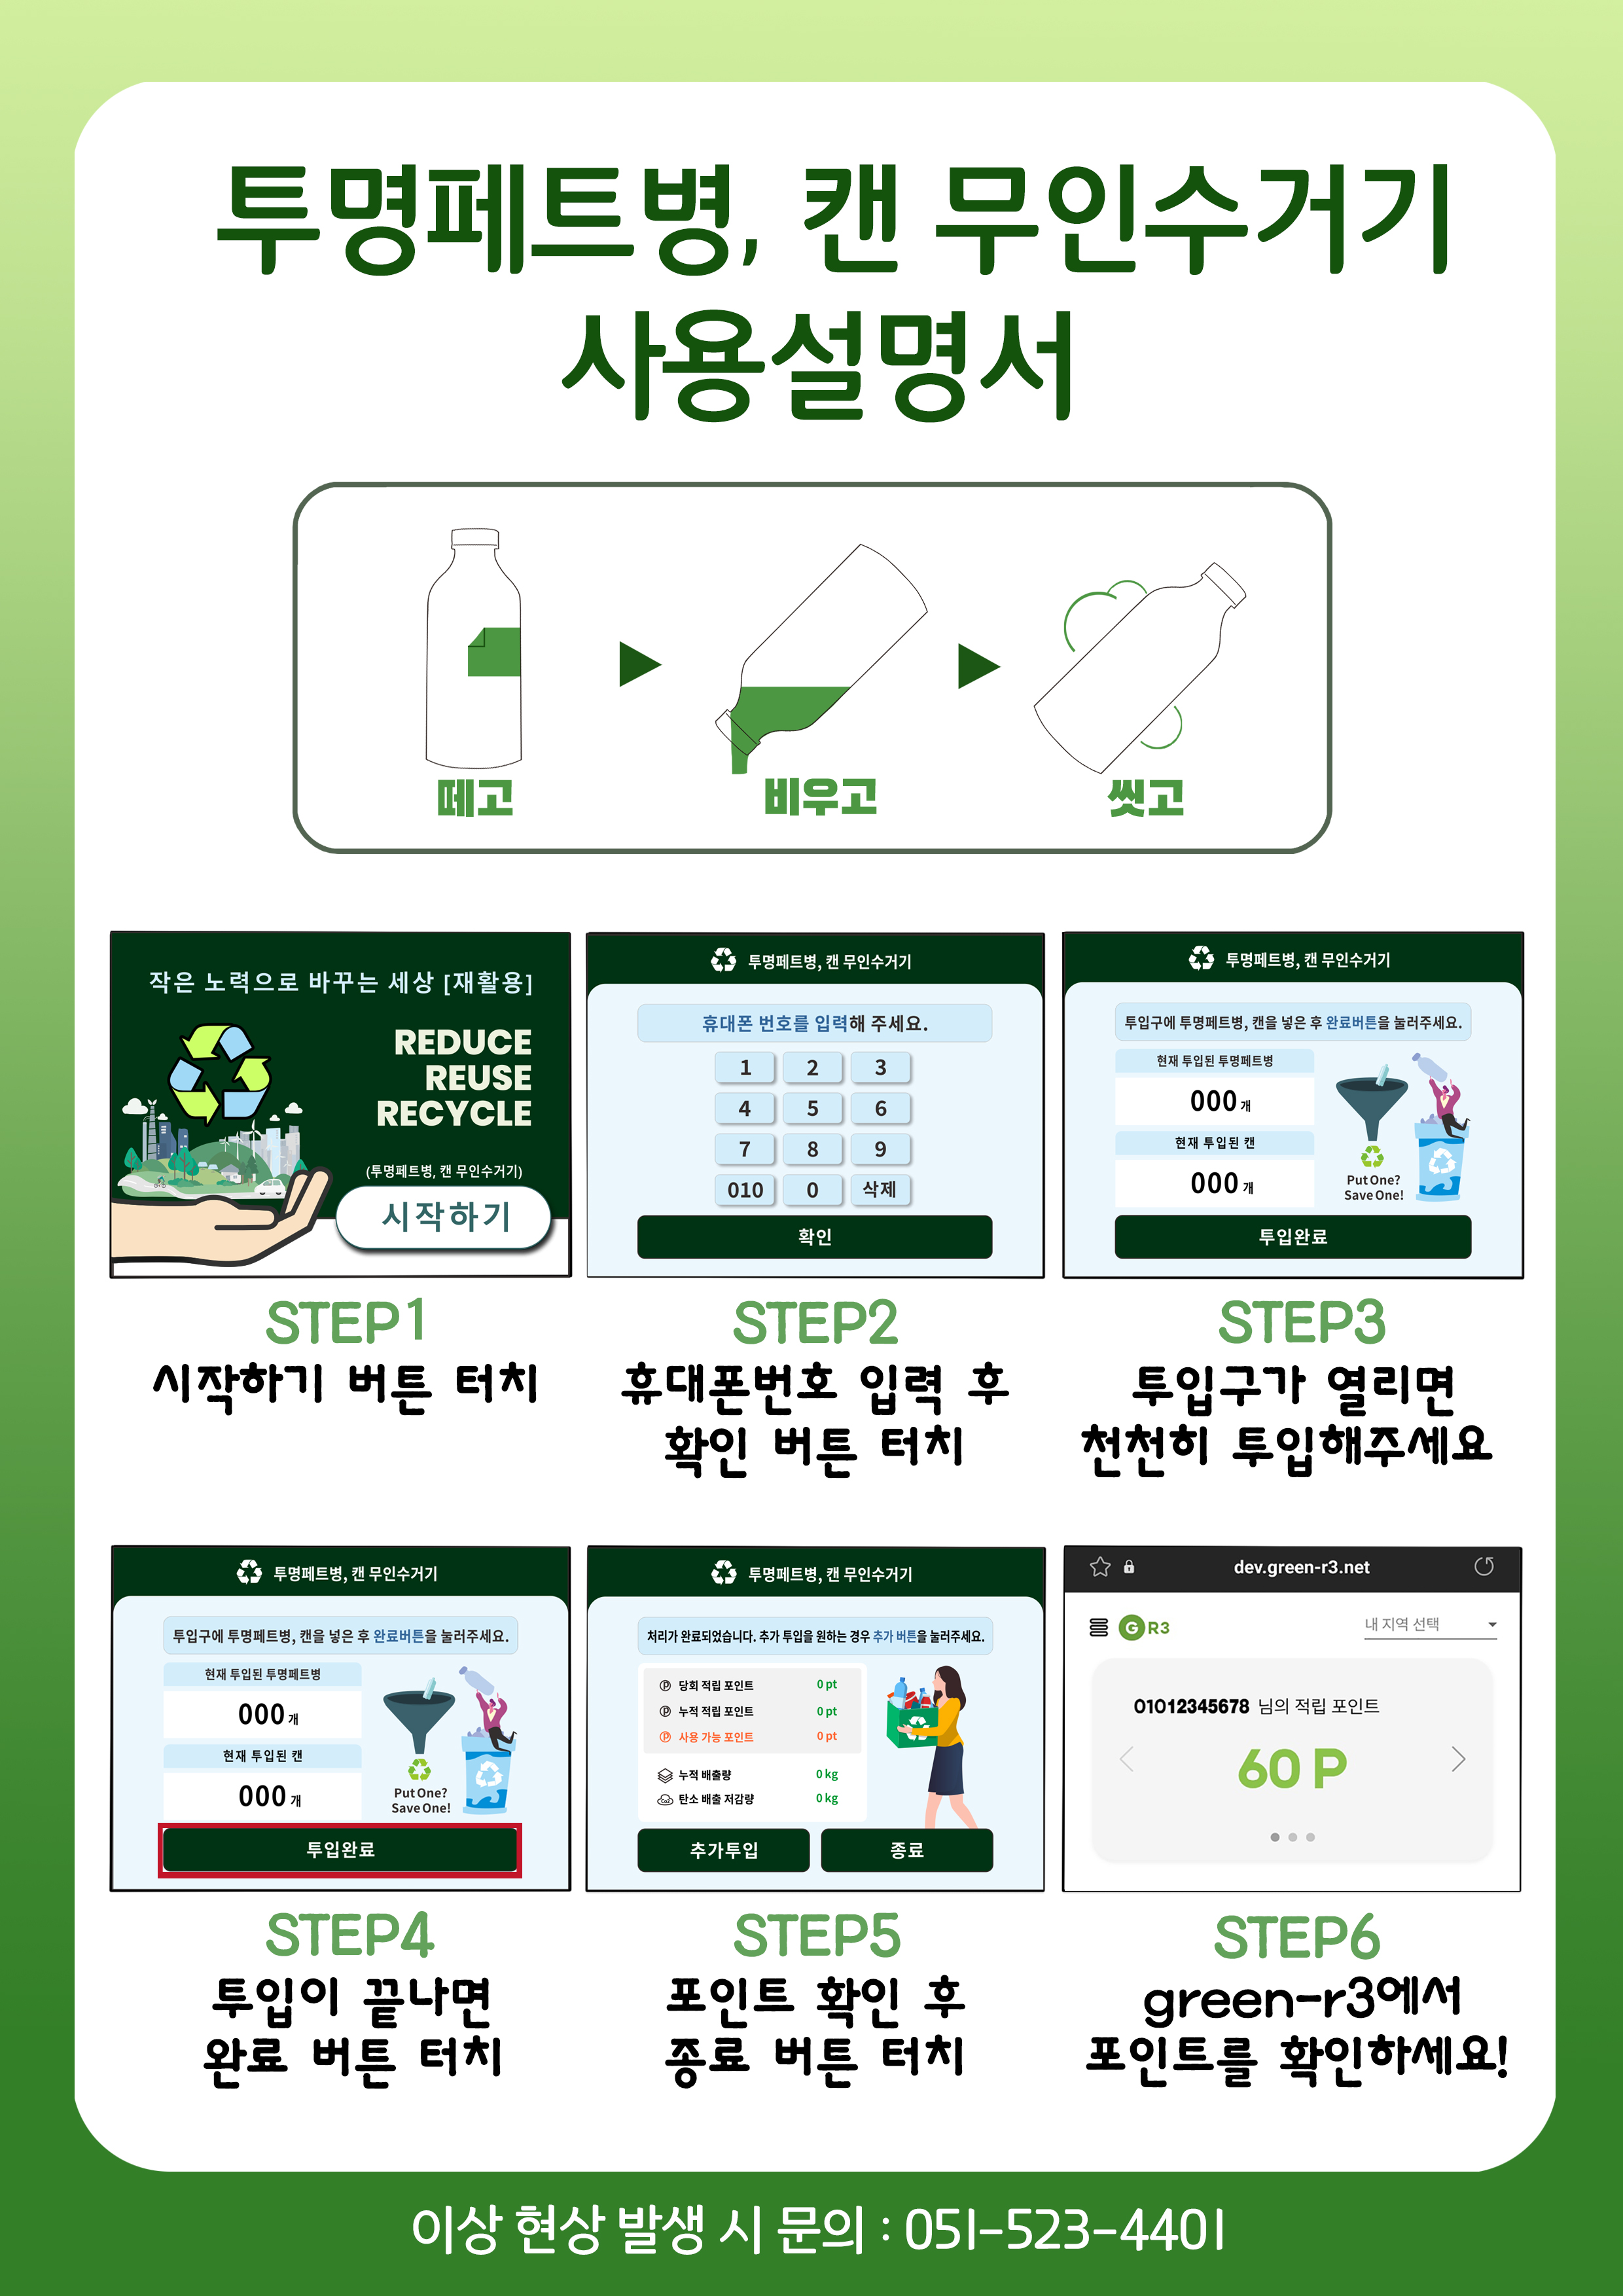 투명페트병, 캔 무인수거기
사용설명서
떼고
비우고
씻고
작은 노력으로 바꾸는 세상 [재활용]
REDUCE
REUSE
RECYCLE
(투명페트병, 캔 무인수거기)
시작하기
STEP1
시작하기 버튼 터치
투명페트병, 캔 무인수거기
휴대폰 번호를 입력해 주세요.
1 2 3
4 5 6
7 8 9
010 0 삭제
확인
STEP2
휴대폰번호 입력 후
확인 버튼 터치
투명페트병, 캔 무인수거기
투입구에 투명페트병, 캔을 넣은 후 완료버튼을 눌러주세요.
현재 투입된 투명페트병
000 개
현재 투입된 캔
000 개
Put One?
Save One!
투입완료
STEP3
투입구가 열리면
천천히 투입해주세요
투명페트병, 캔 무인수거기
투입구에 투명페트병, 캔을 넣은 후 완료버튼을 눌러주세요.
현재 투입된 투명페트병
000 개
현재 투입된 캔
000 개
Put One?
Save One!
투입완료
STEP4
투입이 끝나면
완료 버튼 터치
투명페트병, 캔 무인수거기
처리가 완료되었습니다. 추가 투입을 원하는 경우 추가 버튼을 눌러주세요.
P 당회 적립 포인트 0 pt
P 누적 적립 포인트 0 pt
P 사용 가능 포인트 0 pt
누적 배출량 0 kg
Co2 탄소 배출 저감량 0 kg
추가투입 종료
STEP5
포인트 확인 후
종료 버튼 터치
dev.green-r3.net
G R3 내 지역 선택
01012345678 님의 적립 포인트
60 P
STEP6
green-r3에서
포인트를 확인하세요!
이상 현상 발생 시 문의 : 051-523-4401